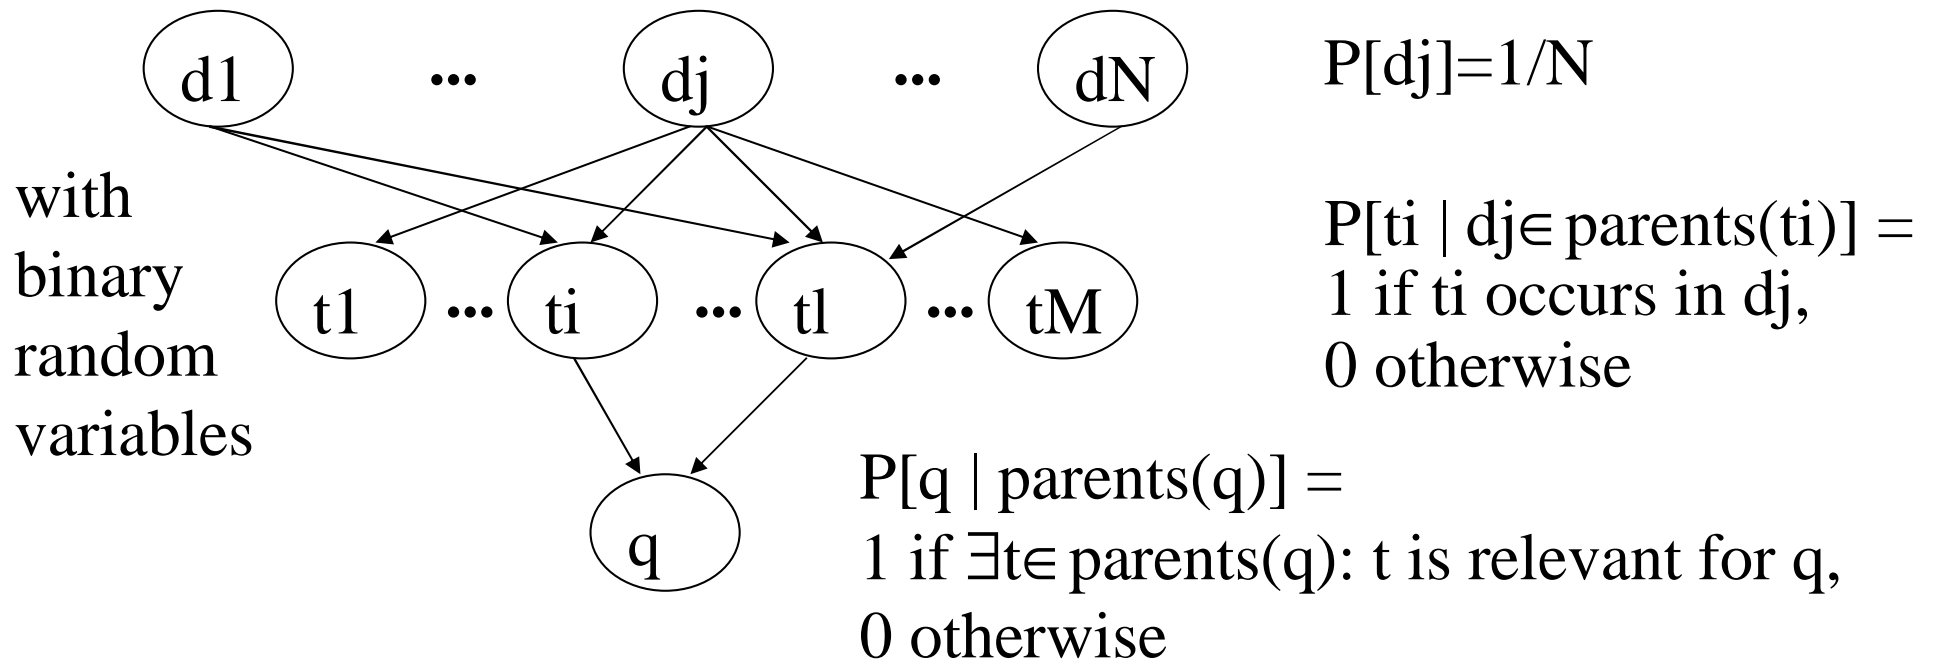 d1 ... dj ... dN
P[dj]=1/N
with
binary
random
variables
P[ti | dj∈parents(ti)] =
1 if ti occurs in dj,
0 otherwise
t1 ... ti ... tl ... tM
q
P[q | parents(q)] =
1 if ∃t∈parents(q): t is relevant for q,
0 otherwise